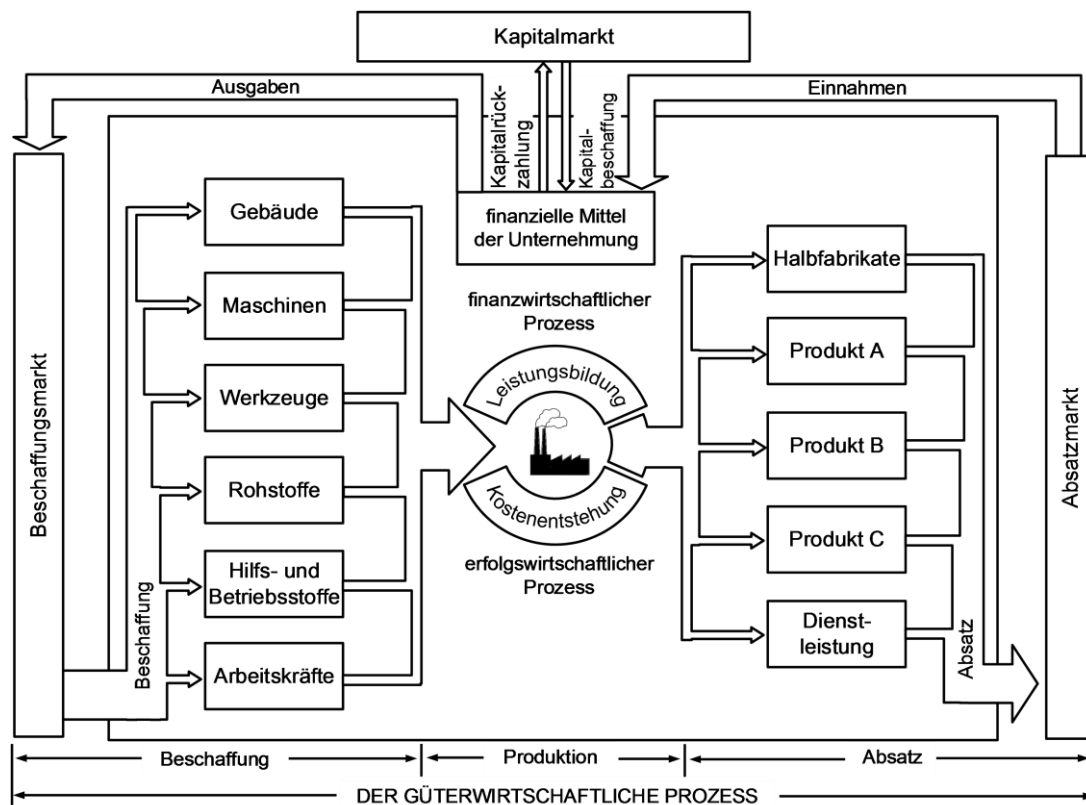 Kapitalmarkt
Ausgaben
Einnahmen
Kapitalrück-
zahlung
Kapital-
beschaffung
finanzielle Mittel
der Unternehmung
finanzwirtschaftlicher
Prozess
Beschaffungsmarkt
Beschaffung
Gebäude
Maschinen
Werkzeuge
Rohstoffe
Hilfs- und
Betriebsstoffe
Arbeitskräfte
Leistungsbildung
Kostenentstehung
erfolgswirtschaftlicher
Prozess
Halbfabrikate
Produkt A
Produkt B
Produkt C
Dienst-
leistung
Absatz
Absatzmarkt
Beschaffung
Produktion
Absatz
DER GÜTERWIRTSCHAFTLICHE PROZESS